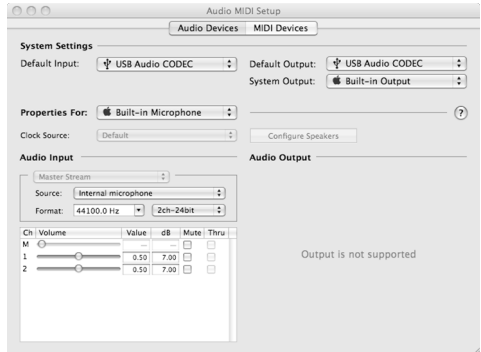 Audio MIDI Setup
Audio Devices MIDI Devices
System Settings
Default Input: USB Audio CODEC
Default Output: USB Audio CODEC
System Output: Built-in Output
Properties For: Built-in Microphone
?
Clock Source: Default
Configure Speakers
Audio Input
Audio Output
Master Stream
Source: Internal microphone
Format: 44100.0 Hz 2ch-24bit
Ch Volume Value dB Mute Thru
M --- ---
1 0.50 7.00
2 0.50 7.00
Output is not supported